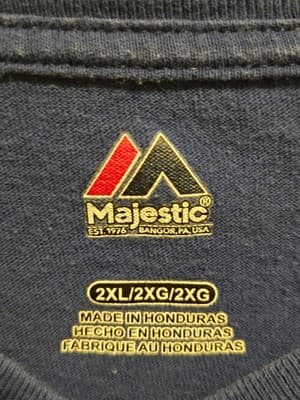 Majestic®
EST. 1976 BANGOR, PA, USA
2XL/2XG/2XG
MADE IN HONDURAS
HECHO EN HONDURAS
FABRIQUE AU HONDURAS